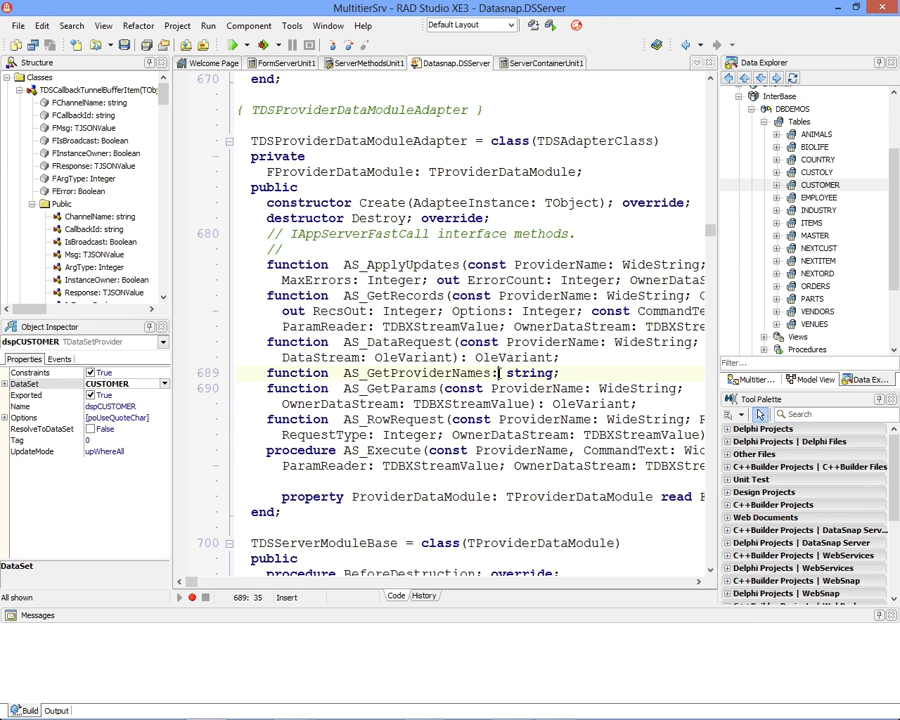 MultitierSrv - RAD Studio XE3 - Datasnap.DSServer
File Edit Search View Refactor Project Run Component Tools Window Help
Default Layout
Structure
Classes
TDSCallbackTunnelBufferItem(TOb
FChannelName: string
FCallbackId: string
FMsg: TJSONValue
FIsBroadcast: Boolean
FInstanceOwner: Boolean
FResponse: TJSONValue
FArgType: Integer
FError: Boolean
Public
ChannelName: string
CallbackId: string
IsBroadcast: Boolean
Msg: TJSONValue
ArgType: Integer
InstanceOwner: Boolean
Response: TJSONValue
Object Inspector
dspCUSTOMER TDataSetProvider
Properties Events
Constraints True
DataSet CUSTOMER
Exported True
Name dspCUSTOMER
Options [poUseQuoteChar]
ResolveToDataSet False
Tag 0
UpdateMode upWhereAll
DataSet
All shown
Welcome Page FormServerUnit1 ServerMethodsUnit1 Datasnap.DSServer ServerContainerUnit1
670 end;
{ TDSProviderDataModuleAdapter }
TDSProviderDataModuleAdapter = class(TDSAdapterClass)
private
FProviderDataModule: TProviderDataModule;
public
constructor Create(AdapteeInstance: TObject); override;
destructor Destroy; override;
680 // IAppServerFastCall interface methods.
//
function AS_ApplyUpdates(const ProviderName: WideString;
MaxErrors: Integer; out ErrorCount: Integer; OwnerDataS
function AS_GetRecords(const ProviderName: WideString; C
out RecsOut: Integer; Options: Integer; const CommandTe
ParamReader: TDBXStreamValue; OwnerDataStream: TDBXStre
function AS_DataRequest(const ProviderName: WideString;
DataStream: OleVariant): OleVariant;
689 function AS_GetProviderNames: string;
690 function AS_GetParams(const ProviderName: WideString;
OwnerDataStream: TDBXStreamValue): OleVariant;
function AS_RowRequest(const ProviderName: WideString; R
RequestType: Integer; OwnerDataStream: TDBXStreamValue)
procedure AS_Execute(const ProviderName, CommandText: Wid
ParamReader: TDBXStreamValue; OwnerDataStream: TDBXStre
property ProviderDataModule: TProviderDataModule read F
end;
700 TDSServerModuleBase = class(TProviderDataModule)
public
procedure BeforeDestruction; override;
689: 35 Insert Code History
Data Explorer
InterBase
DBDEMOS
Tables
ANIMALS
BIOLIFE
COUNTRY
CUSTOLY
CUSTOMER
EMPLOYEE
INDUSTRY
ITEMS
MASTER
NEXTCUST
NEXTITEM
NEXTORD
ORDERS
PARTS
VENDORS
VENUES
Views
Procedures
Filter...
Multitier... Model View Data Ex...
Tool Palette
Search
Delphi Projects
Delphi Projects | Delphi Files
Other Files
C++Builder Projects | C++Builder Files
Unit Test
Design Projects
C++Builder Projects
Web Documents
C++Builder Projects | DataSnap Serv...
Delphi Projects | DataSnap Server
C++Builder Projects | WebServices
Delphi Projects | WebServices
C++Builder Projects | WebSnap
Delphi Projects | WebSnap
Messages
Build Output